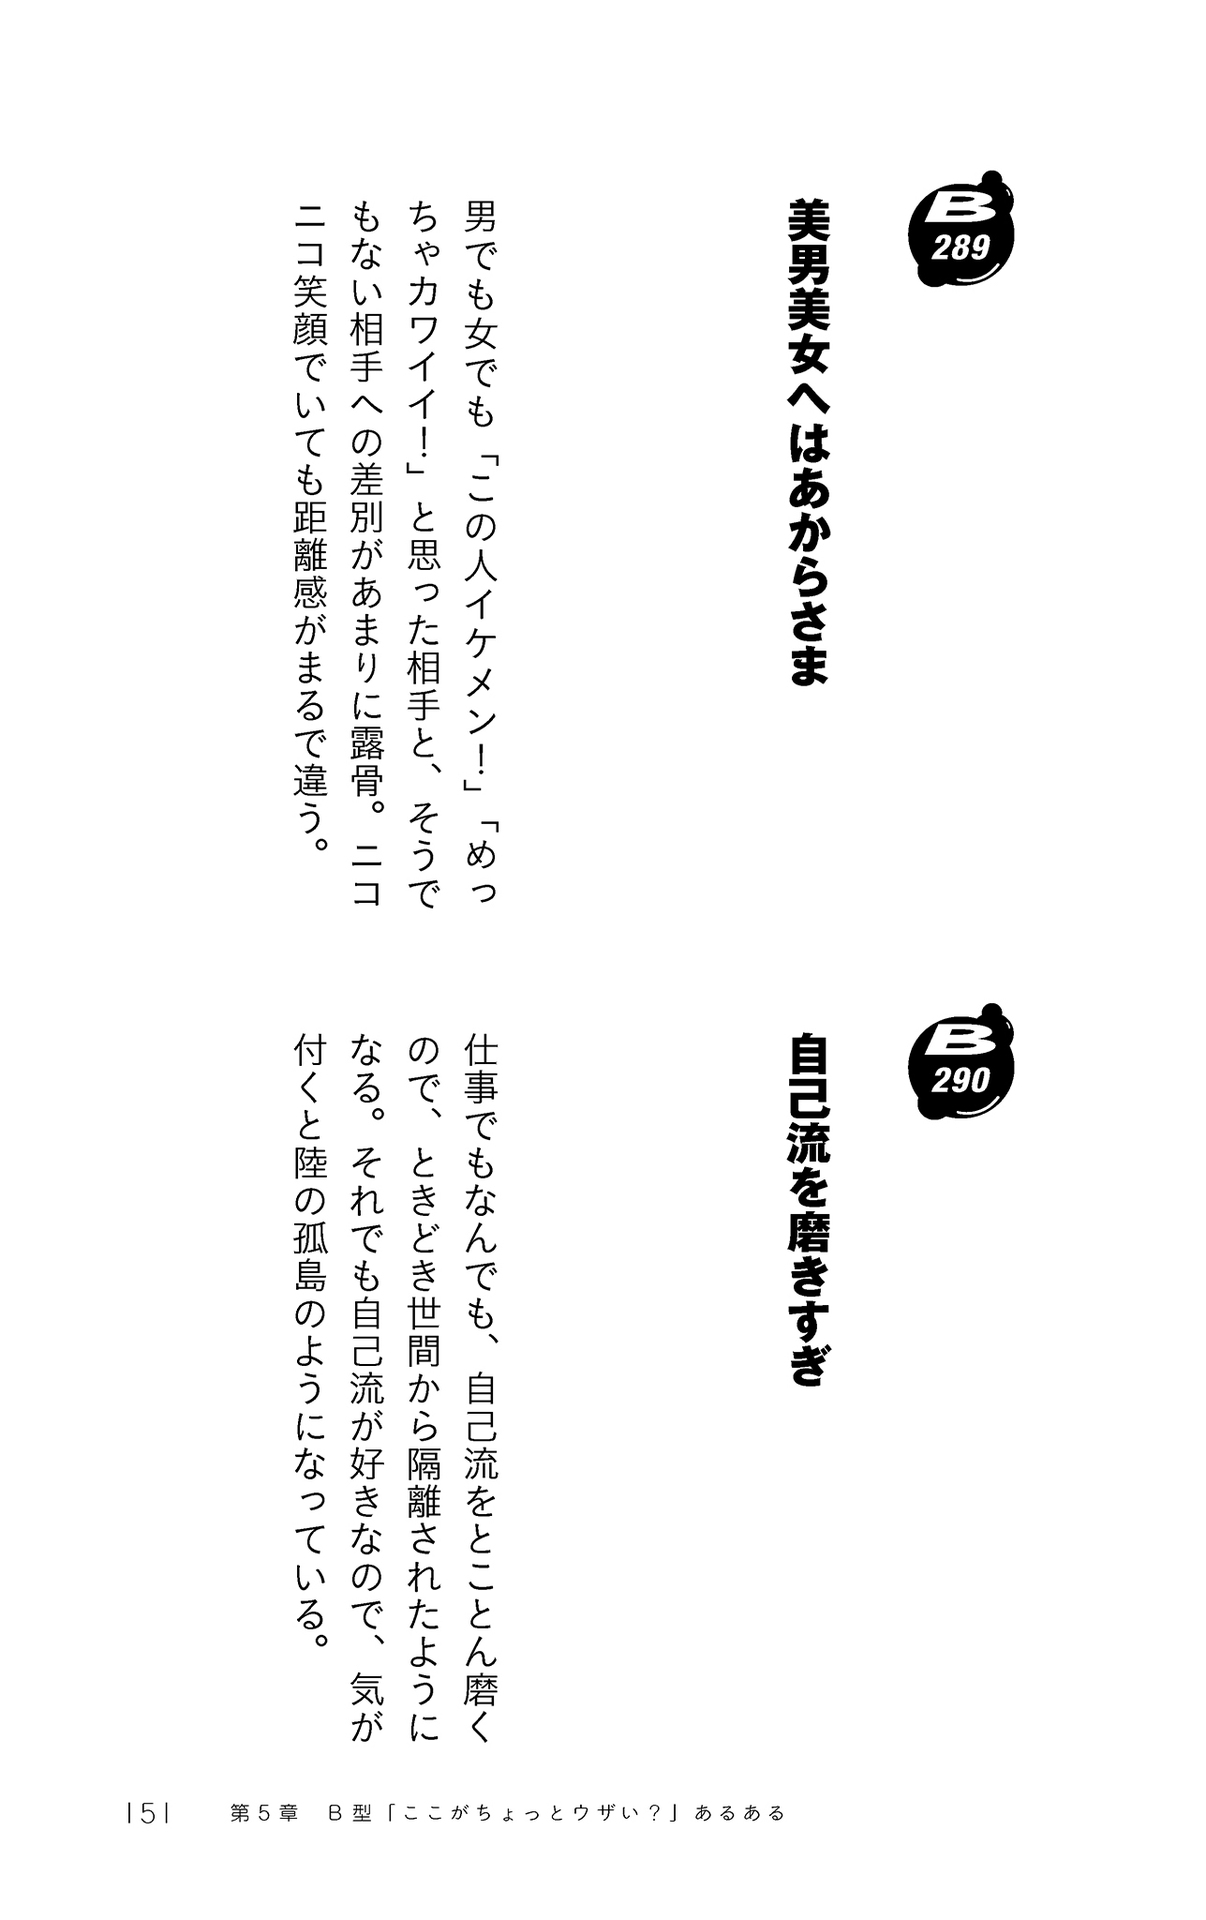 B
289
美男美女へはあからさま
男でも女でも「この人イケメン！」「めっ
ちゃカワイイ！」と思った相手と、そうで
もない相手への差別があまりに露骨。ニコ
ニコ笑顔でいても距離感がまるで違う。
B
290
自己流を磨きすぎ
仕事でもなんでも、自己流をとことん磨く
ので、ときどき世間から隔離されたように
なる。それでも自己流が好きなので、気が
付くと陸の孤島のようになっている。
151 第5章 B型「ここがちょっとウザい？」あるある